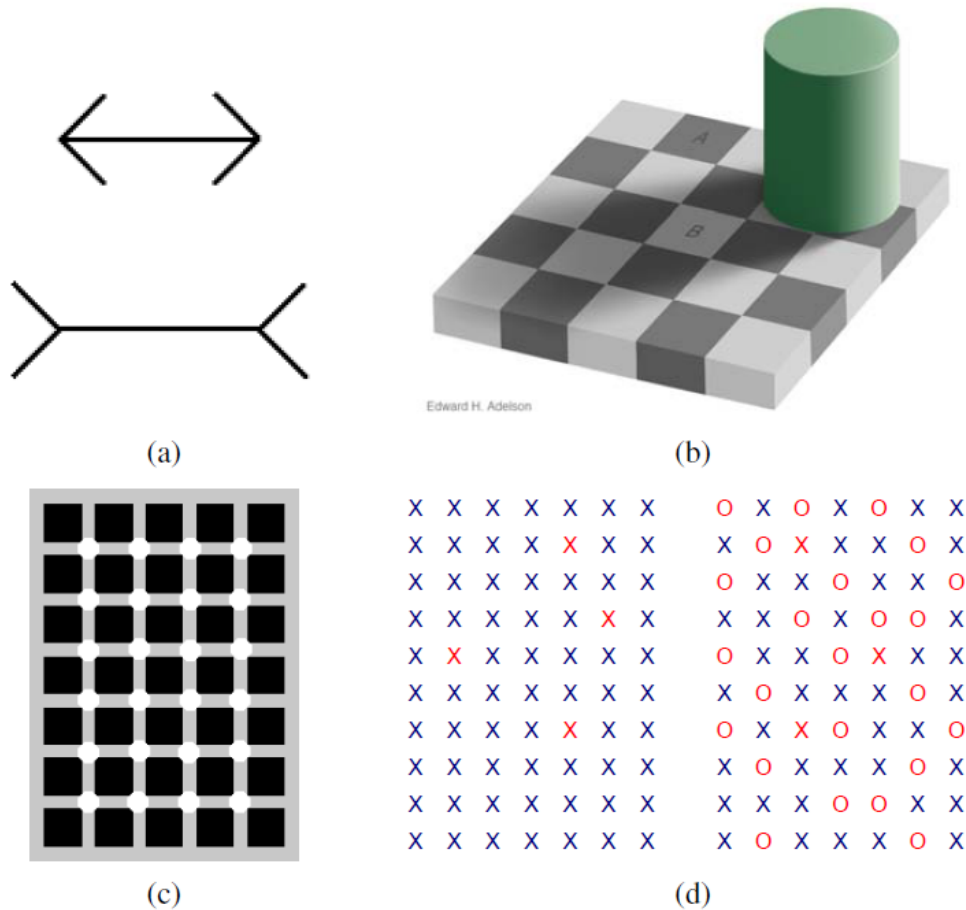 A
B
Edward H. Adelson
(a)
(b)
X X X X X X X O X O X O X X
X X X X X X X X O X X X O X
X X X X X X X O X X O X X O
X X X X X X X X X O X O O X
X X X X X X X O X X O X X X
X X X X X X X X O X X X O X
X X X X X X X O X X O X X O
X X X X X X X X O X X X O X
X X X X X X X X X X O O X X
X X X X X X X X O X X X O X
(c)
(d)